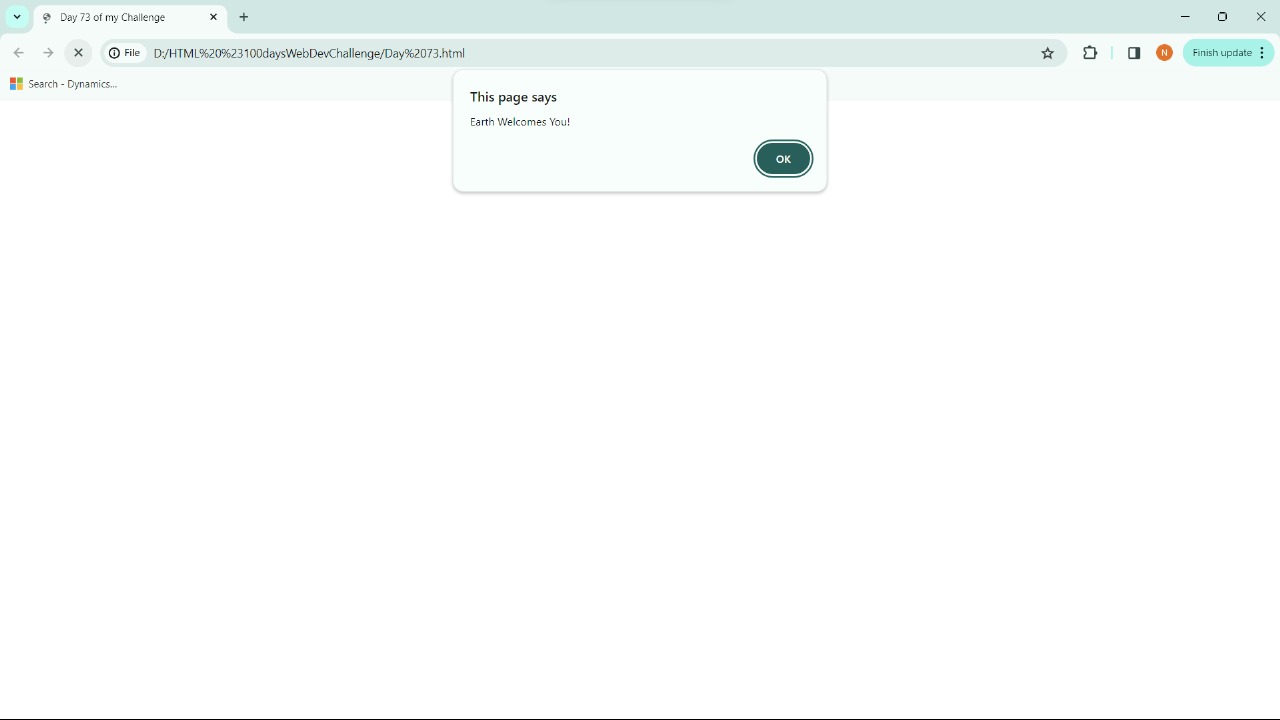 Day 73 of my Challenge
File D:/HTML%20%23100daysWebDevChallenge/Day%2073.html
N
Finish update
Search - Dynamics...
This page says
Earth Welcomes You!
OK